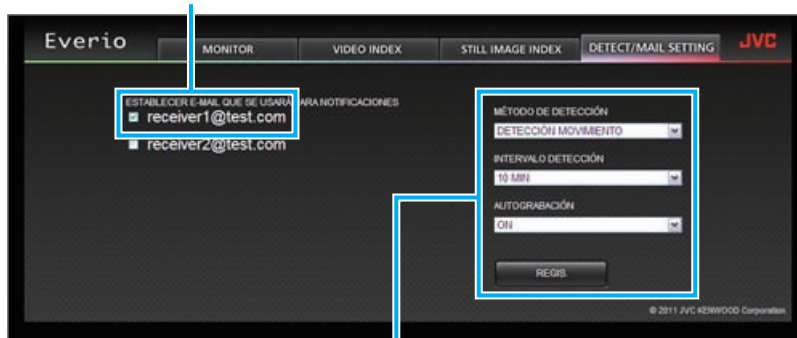 Everio
MONITOR
VIDEO INDEX
STILL IMAGE INDEX
DETECT/MAIL SETTING
JVC
ESTABLECER E-MAIL QUE SE USARÁ PARA NOTIFICACIONES
receiver1@test.com
receiver2@test.com
MÉTODO DE DETECCIÓN
DETECCIÓN MOVIMIENTO
INTERVALO DETECCIÓN
10 MIN
AUTOGRABACIÓN
ON
REGIS.
© 2011 JVC KENWOOD Corporation